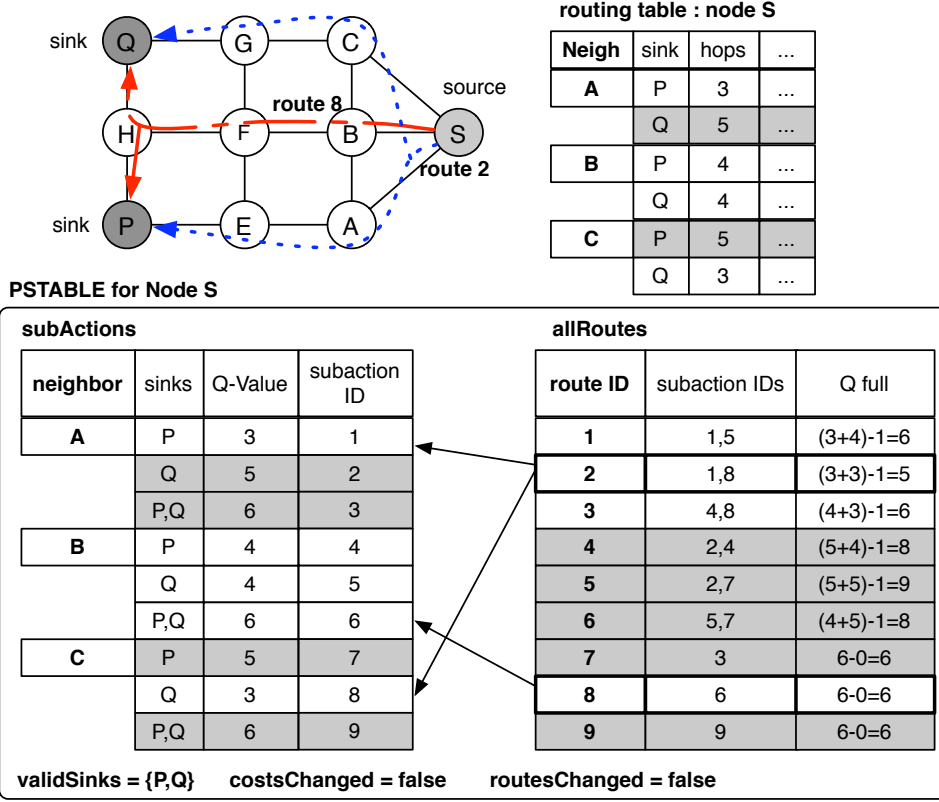 routing table : node S
sink Q G C
source
route 8
H F B S
route 2
sink P E A
Neigh sink hops ...
A P 3 ...
Q 5 ...
B P 4 ...
Q 4 ...
C P 5 ...
Q 3 ...
PSTABLE for Node S
subActions
neighbor sinks Q-Value subaction ID
A P 3 1
Q 5 2
P,Q 6 3
B P 4 4
Q 4 5
P,Q 6 6
C P 5 7
Q 3 8
P,Q 6 9
allRoutes
route ID subaction IDs Q full
1 1,5 (3+4)-1=6
2 1,8 (3+3)-1=5
3 4,8 (4+3)-1=6
4 2,4 (5+4)-1=8
5 2,7 (5+5)-1=9
6 5,7 (4+5)-1=8
7 3 6-0=6
8 6 6-0=6
9 9 6-0=6
validSinks = {P,Q} costsChanged = false routesChanged = false